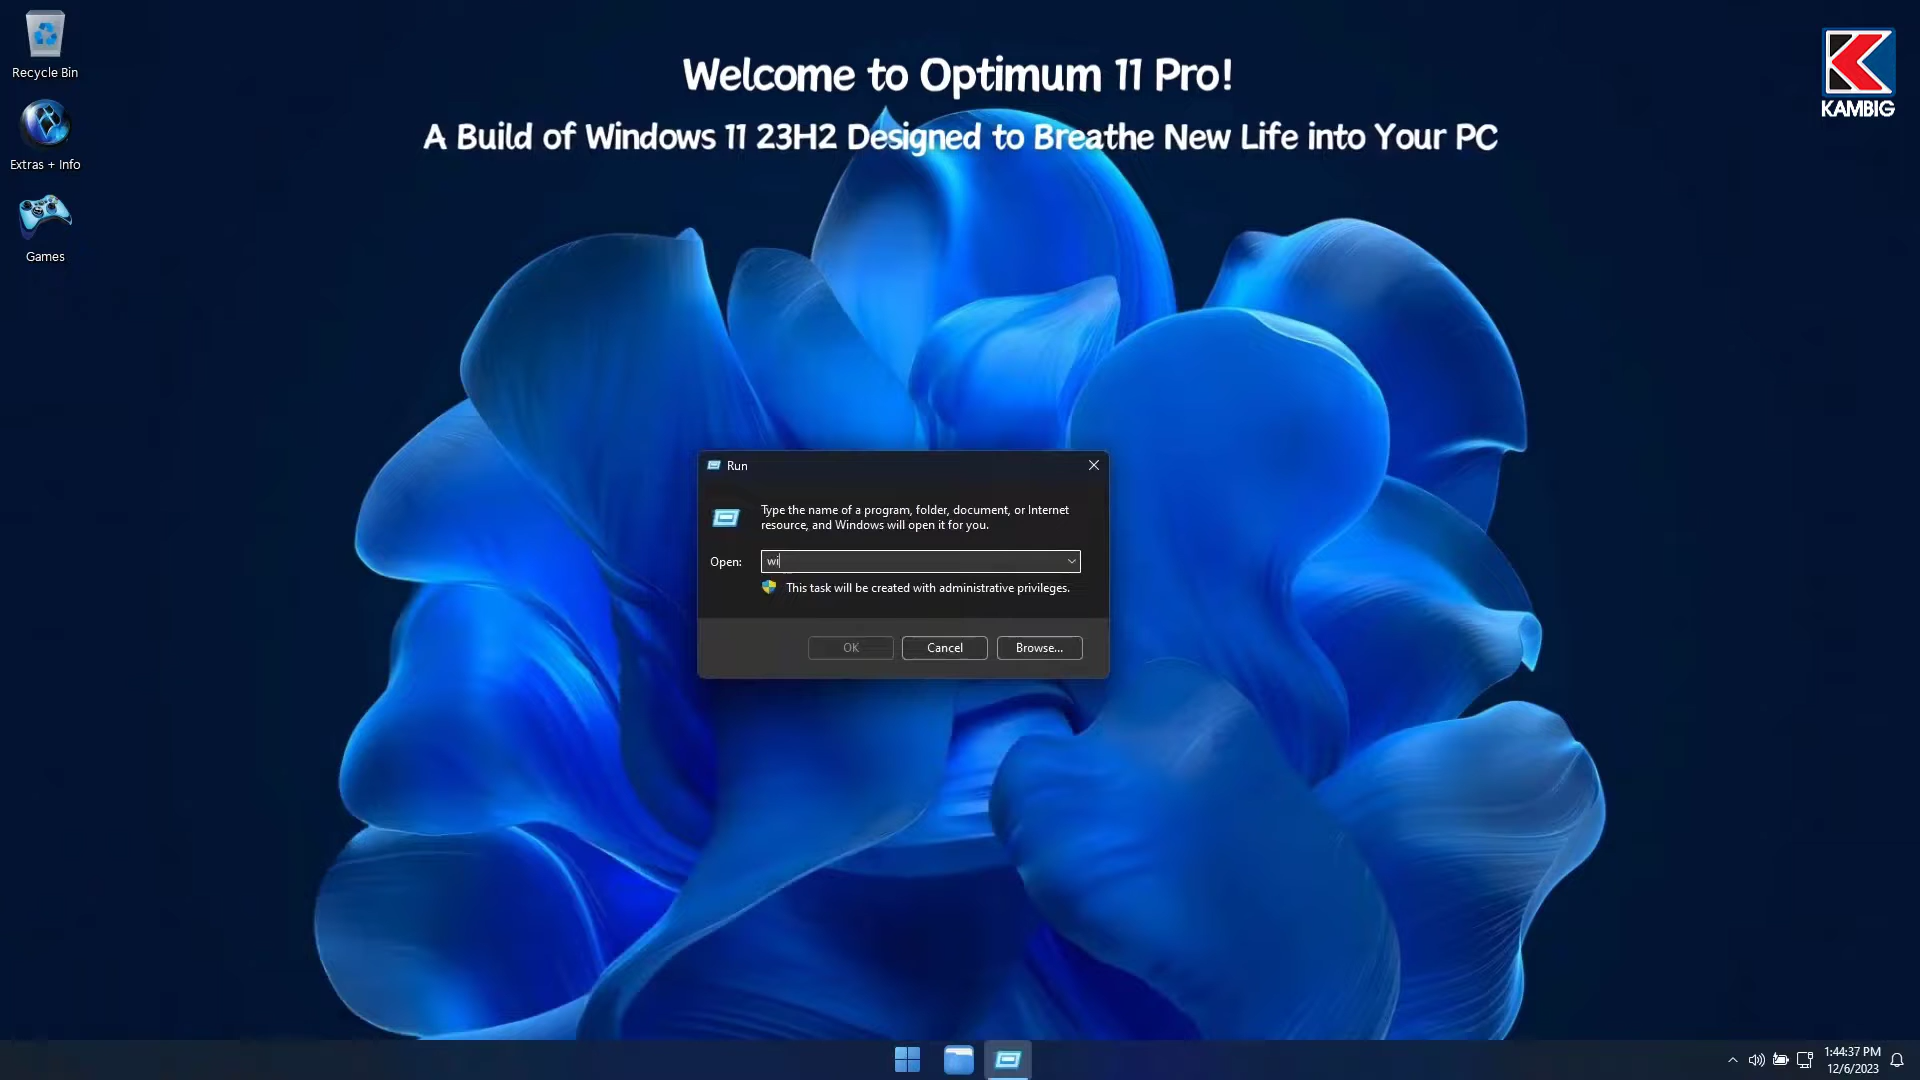 Recycle Bin
Extras + Info
Games
Welcome to Optimum 11 Pro!
A Build of Windows 11 23H2 Designed to Breathe New Life into Your PC
KAMBIG
Run
Type the name of a program, folder, document, or Internet
resource, and Windows will open it for you.
Open:
wi
This task will be created with administrative privileges.
OK
Cancel
Browse...
1:44:37 PM
12/6/2023